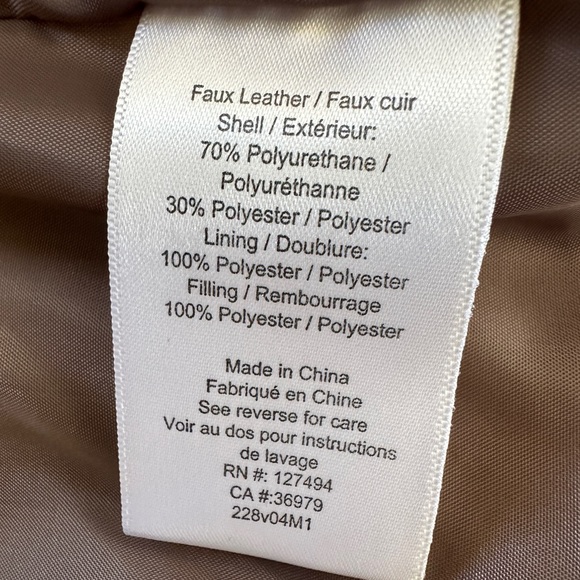 Faux Leather / Faux cuir
Shell / Extérieur:
70% Polyurethane /
Polyuréthanne
30% Polyester / Polyester
Lining / Doublure:
100% Polyester / Polyester
Filling / Rembourrage
100% Polyester / Polyester
Made in China
Fabriqué en Chine
See reverse for care
Voir au dos pour instructions
de lavage
RN #: 127494
CA #:36979
228v04M1